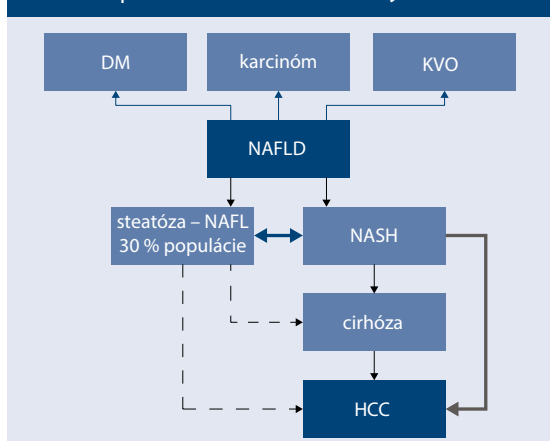 DM
karcinóm
KVO
NAFLD
steatóza – NAFL
30 % populácie
NASH
cirhóza
HCC